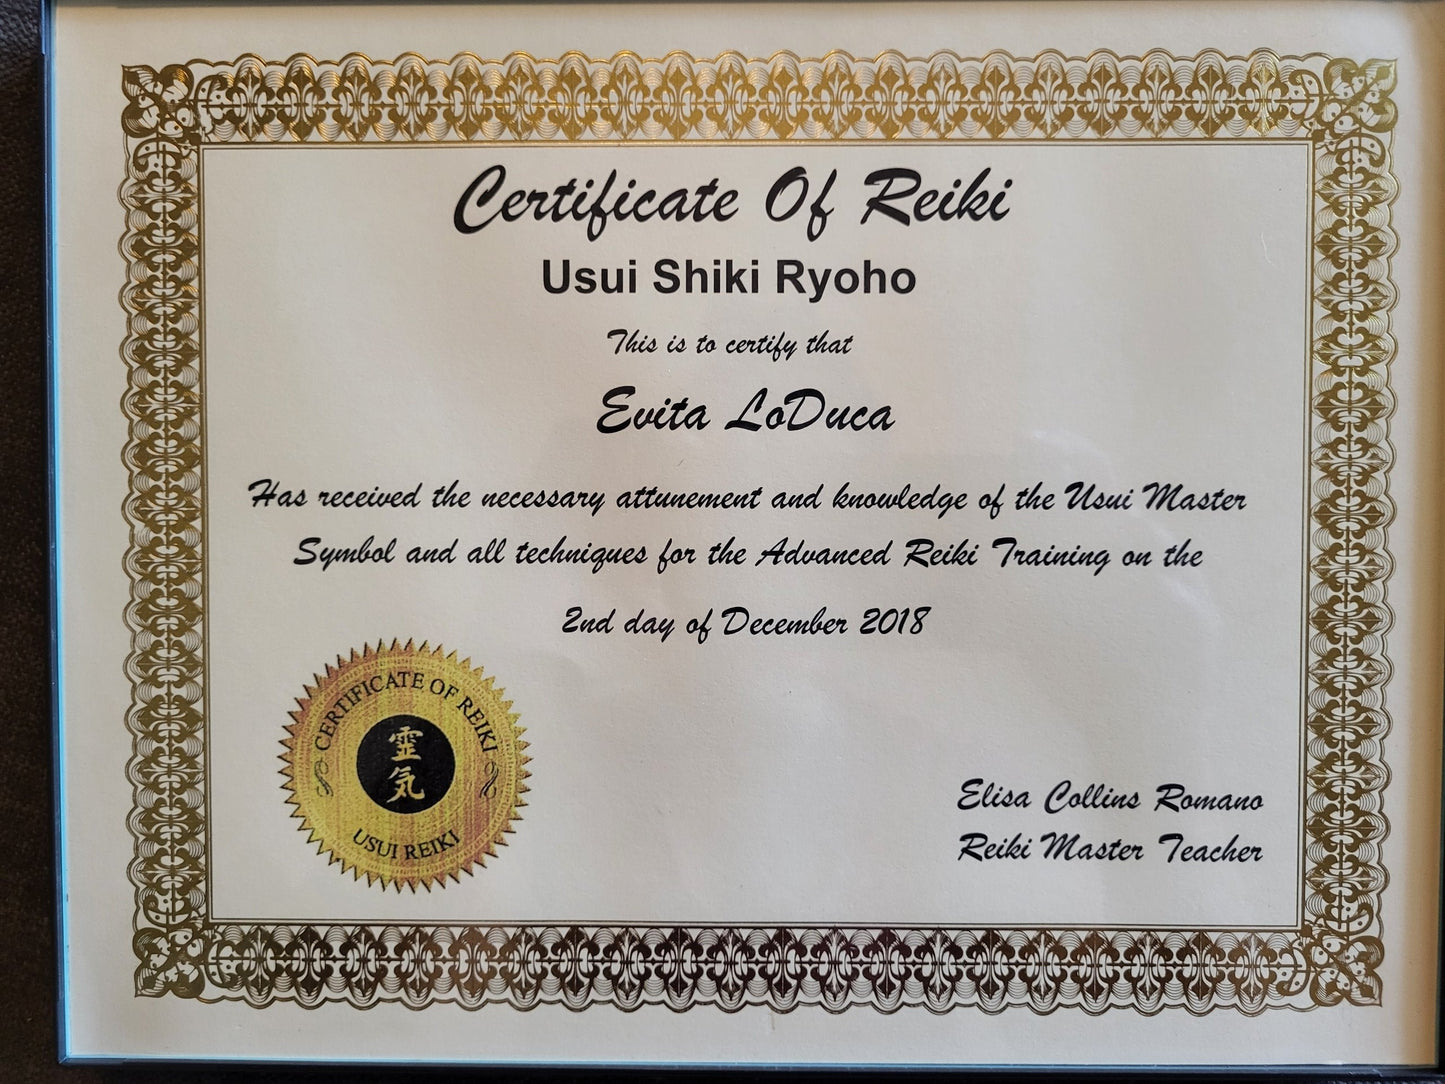 Certificate Of Reiki
Usui Shiki Ryoho
This is to certify that
Evita LoDuca
Has received the necessary attunement and knowledge of the Usui Master
Symbol and all techniques for the Advanced Reiki Training on the
2nd day of December 2018
CERTIFICATE OF REIKI
靈
気
USUI REIKI
Elisa Collins Romano
Reiki Master Teacher